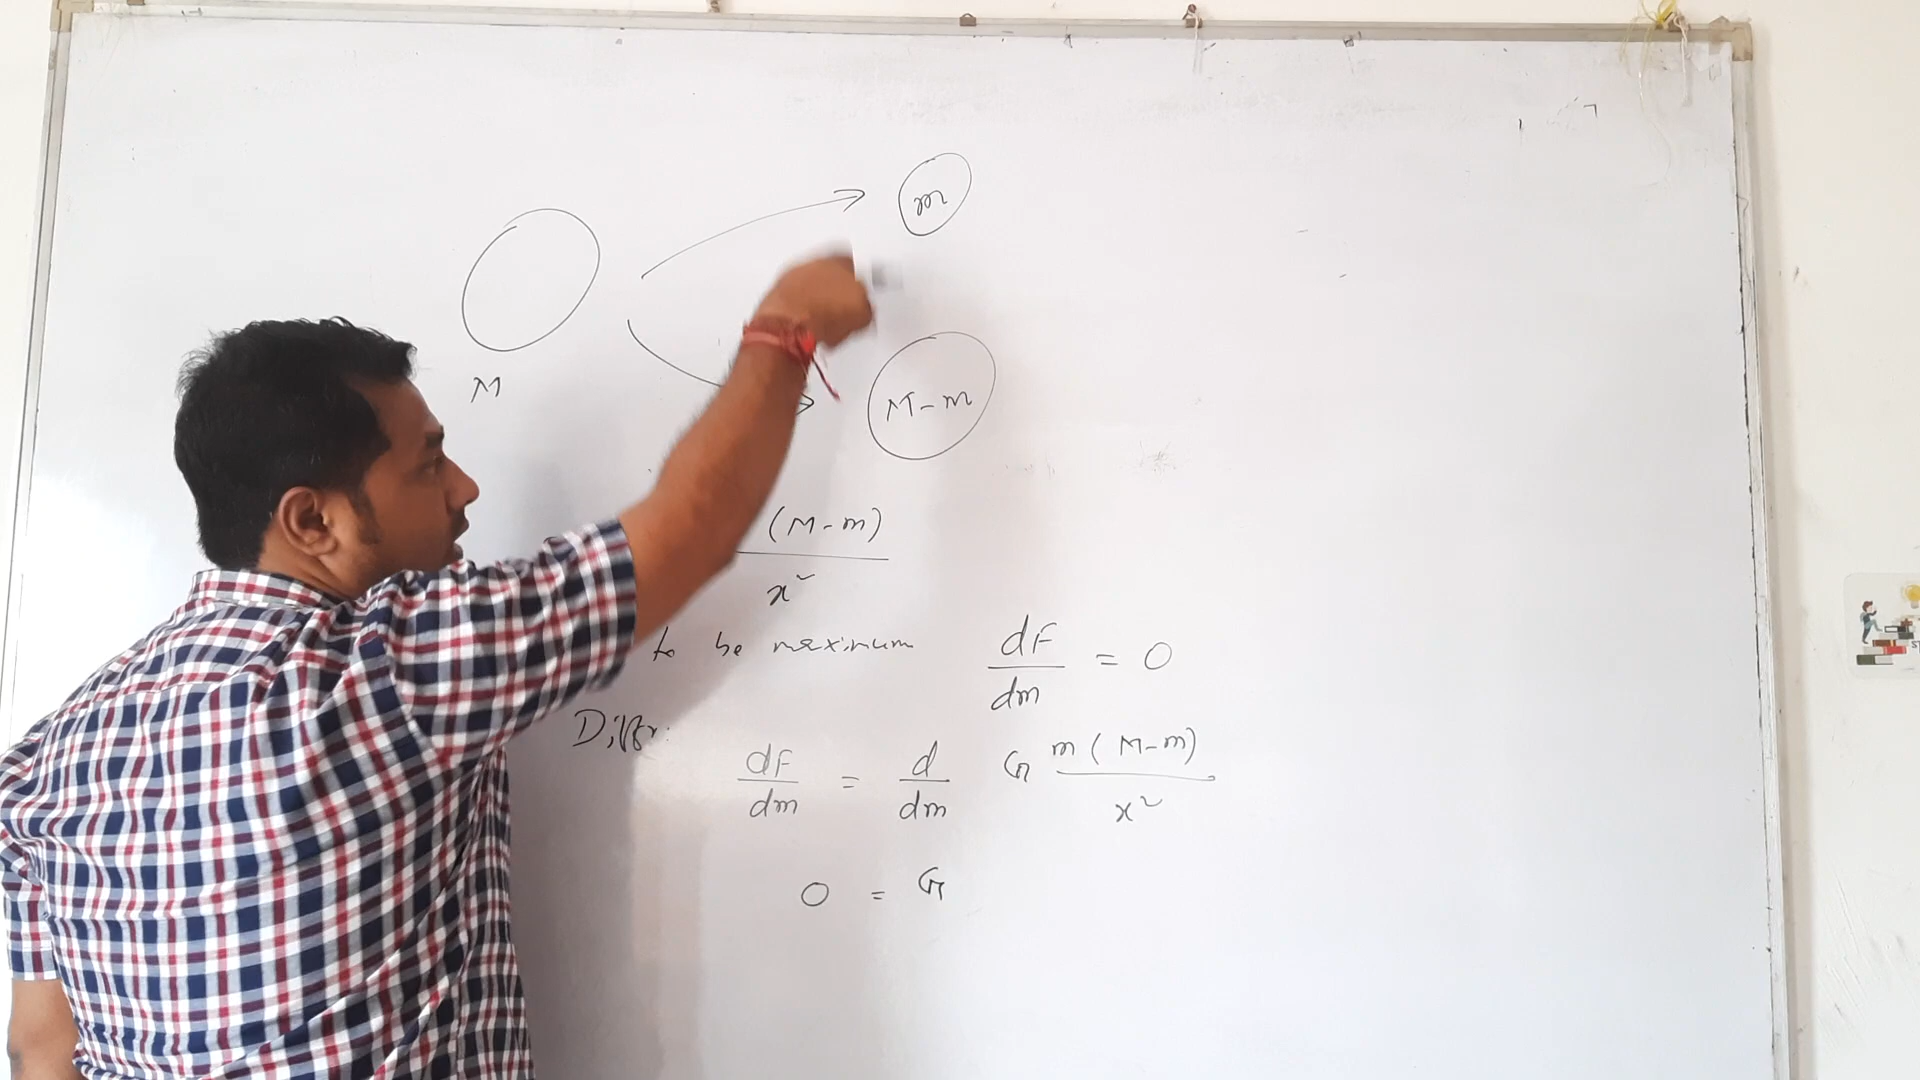 m
M
M-m
(M-m)
x²
to be maximum dF/dm = 0
Differ:
dF/dm = d/dm G m(M-m)/x²
0 = G